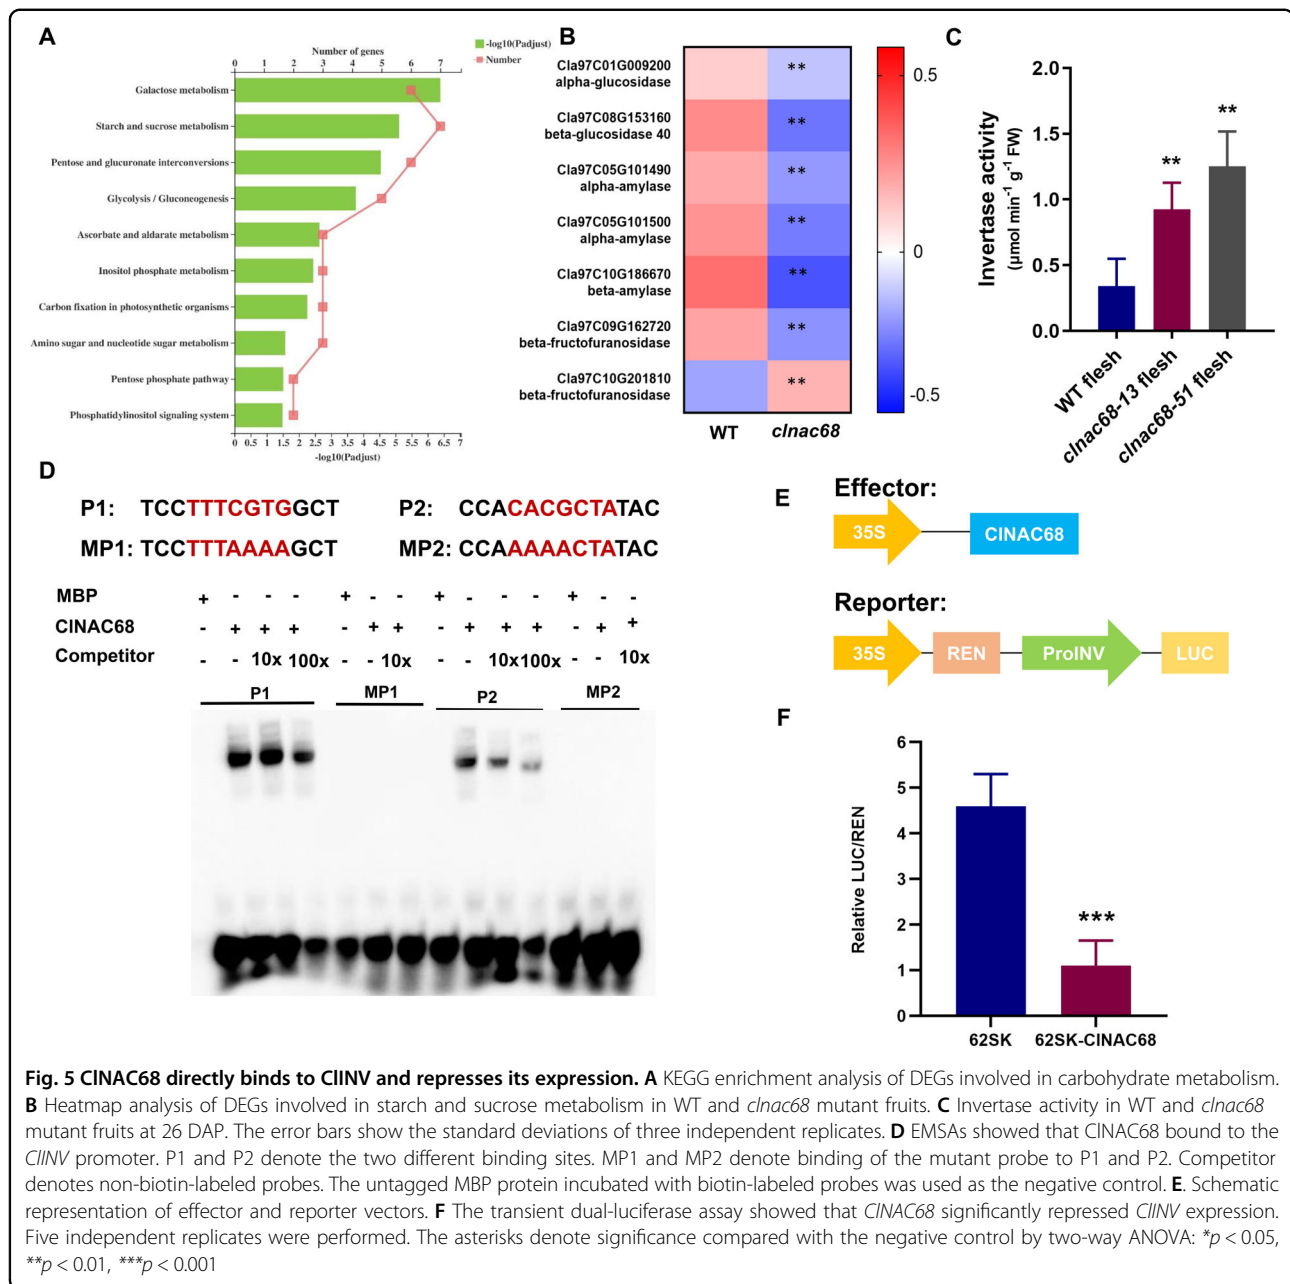 A
Number of genes
0 1 2 3 4 5 6 7
-log10(Padjust)
Number
Galactose metabolism
Starch and sucrose metabolism
Pentose and glucuronate interconversions
Glycolysis / Gluconeogenesis
Ascorbate and aldarate metabolism
Inositol phosphate metabolism
Carbon fixation in photosynthetic organisms
Amino sugar and nucleotide sugar metabolism
Pentose phosphate pathway
Phosphatidylinositol signaling system
0 0.5 1 1.5 2 2.5 3 3.5 4 4.5 5 5.5 6 6.5 7
-log10(Padjust)
B
Cla97C01G009200
alpha-glucosidase
**
Cla97C08G153160
beta-glucosidase 40
**
Cla97C05G101490
alpha-amylase
**
Cla97C05G101500
alpha-amylase
**
Cla97C10G186670
beta-amylase
**
Cla97C09G162720
beta-fructofuranosidase
**
Cla97C10G201810
beta-fructofuranosidase
**
WT clnac68
0.5
0
-0.5
C
Invertase activity
(μmol min⁻¹ g⁻¹ FW)
2.0
1.5
1.0
0.5
0.0
**
**
WT flesh
clnac68-13 flesh
clnac68-51 flesh
D
P1: TCCTTTCGTGGCT P2: CCACACGCTATAC
MP1: TCCTTTAAAAGCT MP2: CCAAAAACTATAC
MBP + - - - + - - + - - - + - -
ClNAC68 - + + + - + + - + + + - + +
Competitor - - 10x 100x - - 10x - - 10x 100x - - 10x
P1 MP1 P2 MP2
E
Effector:
35S ClNAC68
Reporter:
35S REN ProINV LUC
F
Relative LUC/REN
6
5
4
3
2
1
0
***
62SK 62SK-ClNAC68
Fig. 5 ClNAC68 directly binds to ClINV and represses its expression. A KEGG enrichment analysis of DEGs involved in carbohydrate metabolism.
B Heatmap analysis of DEGs involved in starch and sucrose metabolism in WT and clnac68 mutant fruits. C Invertase activity in WT and clnac68
mutant fruits at 26 DAP. The error bars show the standard deviations of three independent replicates. D EMSAs showed that ClNAC68 bound to the
ClINV promoter. P1 and P2 denote the two different binding sites. MP1 and MP2 denote binding of the mutant probe to P1 and P2. Competitor
denotes non-biotin-labeled probes. The untagged MBP protein incubated with biotin-labeled probes was used as the negative control. E. Schematic
representation of effector and reporter vectors. F The transient dual-luciferase assay showed that ClNAC68 significantly repressed ClINV expression.
Five independent replicates were performed. The asterisks denote significance compared with the negative control by two-way ANOVA: *p < 0.05,
**p < 0.01, ***p < 0.001